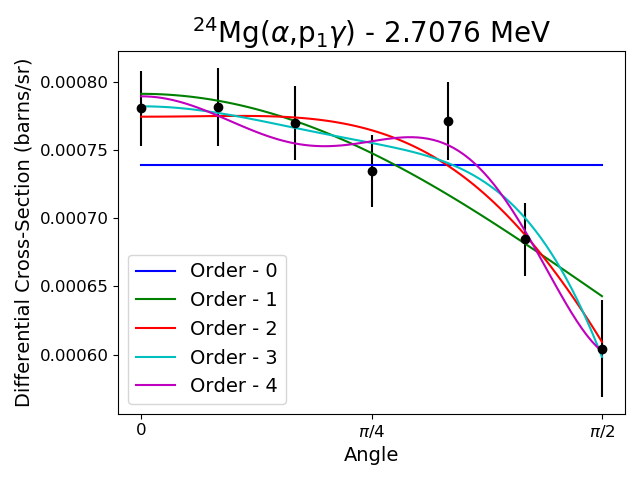 ²⁴Mg(α,p₁γ) - 2.7076 MeV
Differential Cross-Section (barns/sr)
0.00080
0.00075
0.00070
0.00065
0.00060
Order - 0
Order - 1
Order - 2
Order - 3
Order - 4
0 π/4 π/2
Angle